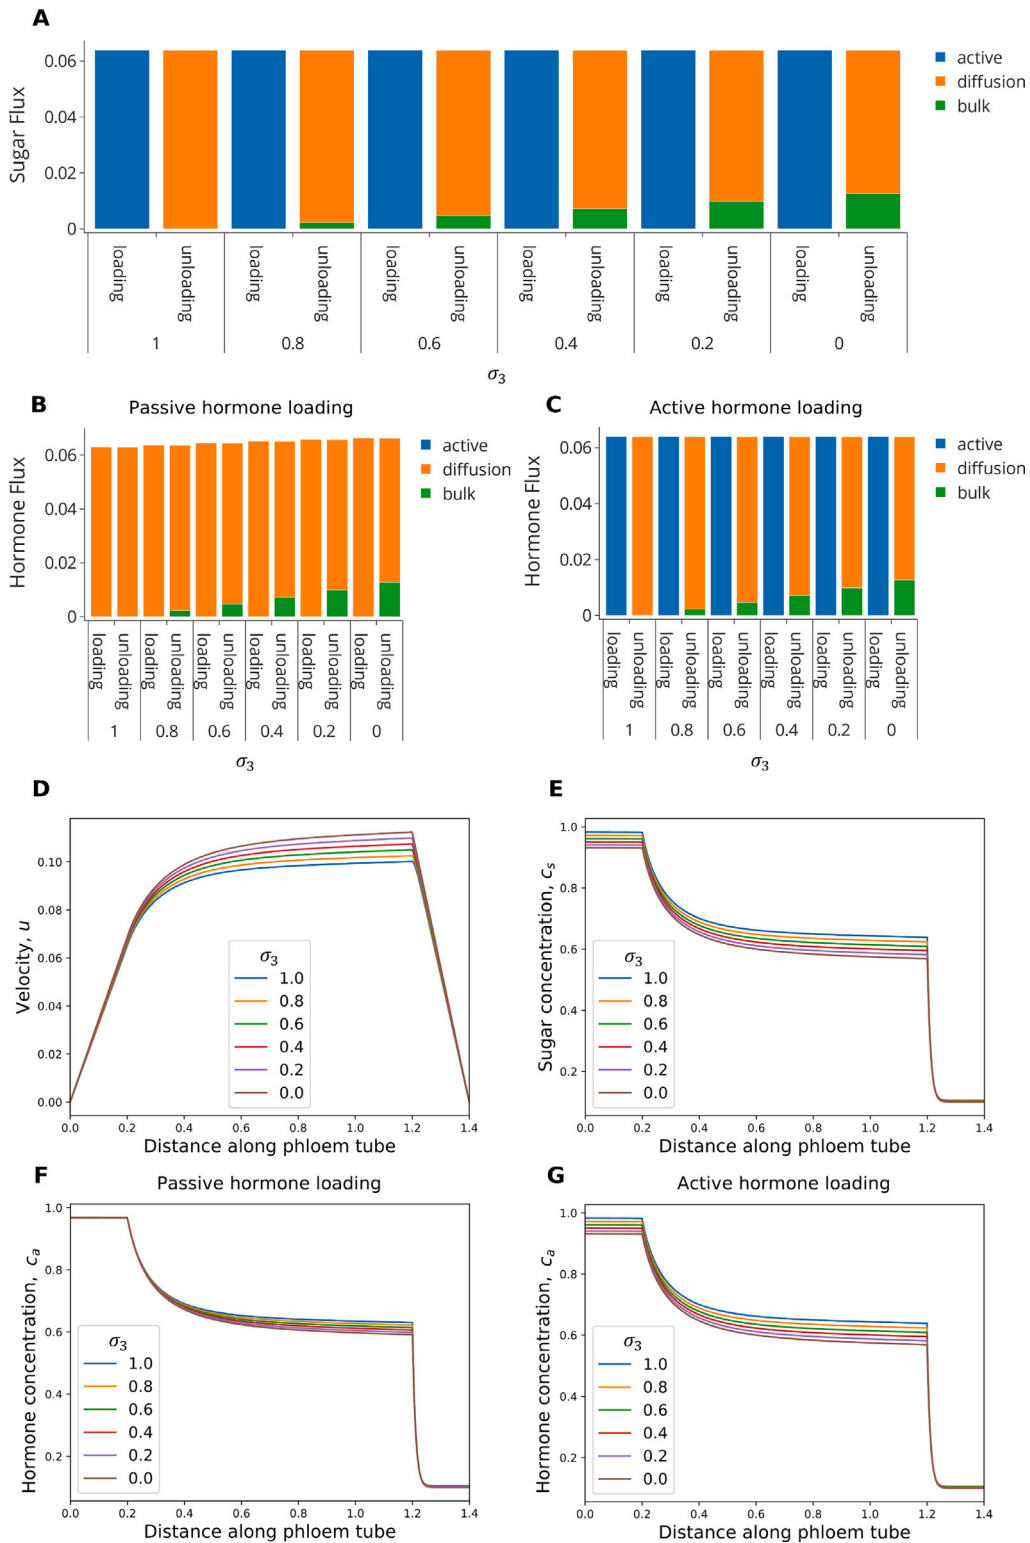 A
Sugar Flux
0.06
0.04
0.02
0
active
diffusion
bulk
loading
unloading
loading
unloading
loading
unloading
loading
unloading
loading
unloading
loading
unloading
1
0.8
0.6
0.4
0.2
0
σ3
B
Passive hormone loading
Hormone Flux
0.06
0.04
0.02
0
active
diffusion
bulk
loading
unloading
loading
unloading
loading
unloading
loading
unloading
loading
unloading
loading
unloading
1
0.8
0.6
0.4
0.2
0
σ3
C
Active hormone loading
Hormone Flux
0.06
0.04
0.02
0
active
diffusion
bulk
loading
unloading
loading
unloading
loading
unloading
loading
unloading
loading
unloading
loading
unloading
1
0.8
0.6
0.4
0.2
0
σ3
D
Velocity, u
0.10
0.08
0.06
0.04
0.02
0.00
σ3
1.0
0.8
0.6
0.4
0.2
0.0
0.0 0.2 0.4 0.6 0.8 1.0 1.2 1.4
Distance along phloem tube
E
Sugar concentration, cs
1.0
0.8
0.6
0.4
0.2
σ3
1.0
0.8
0.6
0.4
0.2
0.0
0.0 0.2 0.4 0.6 0.8 1.0 1.2 1.4
Distance along phloem tube
F
Passive hormone loading
Hormone concentration, ca
1.0
0.8
0.6
0.4
0.2
σ3
1.0
0.8
0.6
0.4
0.2
0.0
0.0 0.2 0.4 0.6 0.8 1.0 1.2 1.4
Distance along phloem tube
G
Active hormone loading
Hormone concentration, ca
1.0
0.8
0.6
0.4
0.2
σ3
1.0
0.8
0.6
0.4
0.2
0.0
0.0 0.2 0.4 0.6 0.8 1.0 1.2 1.4
Distance along phloem tube